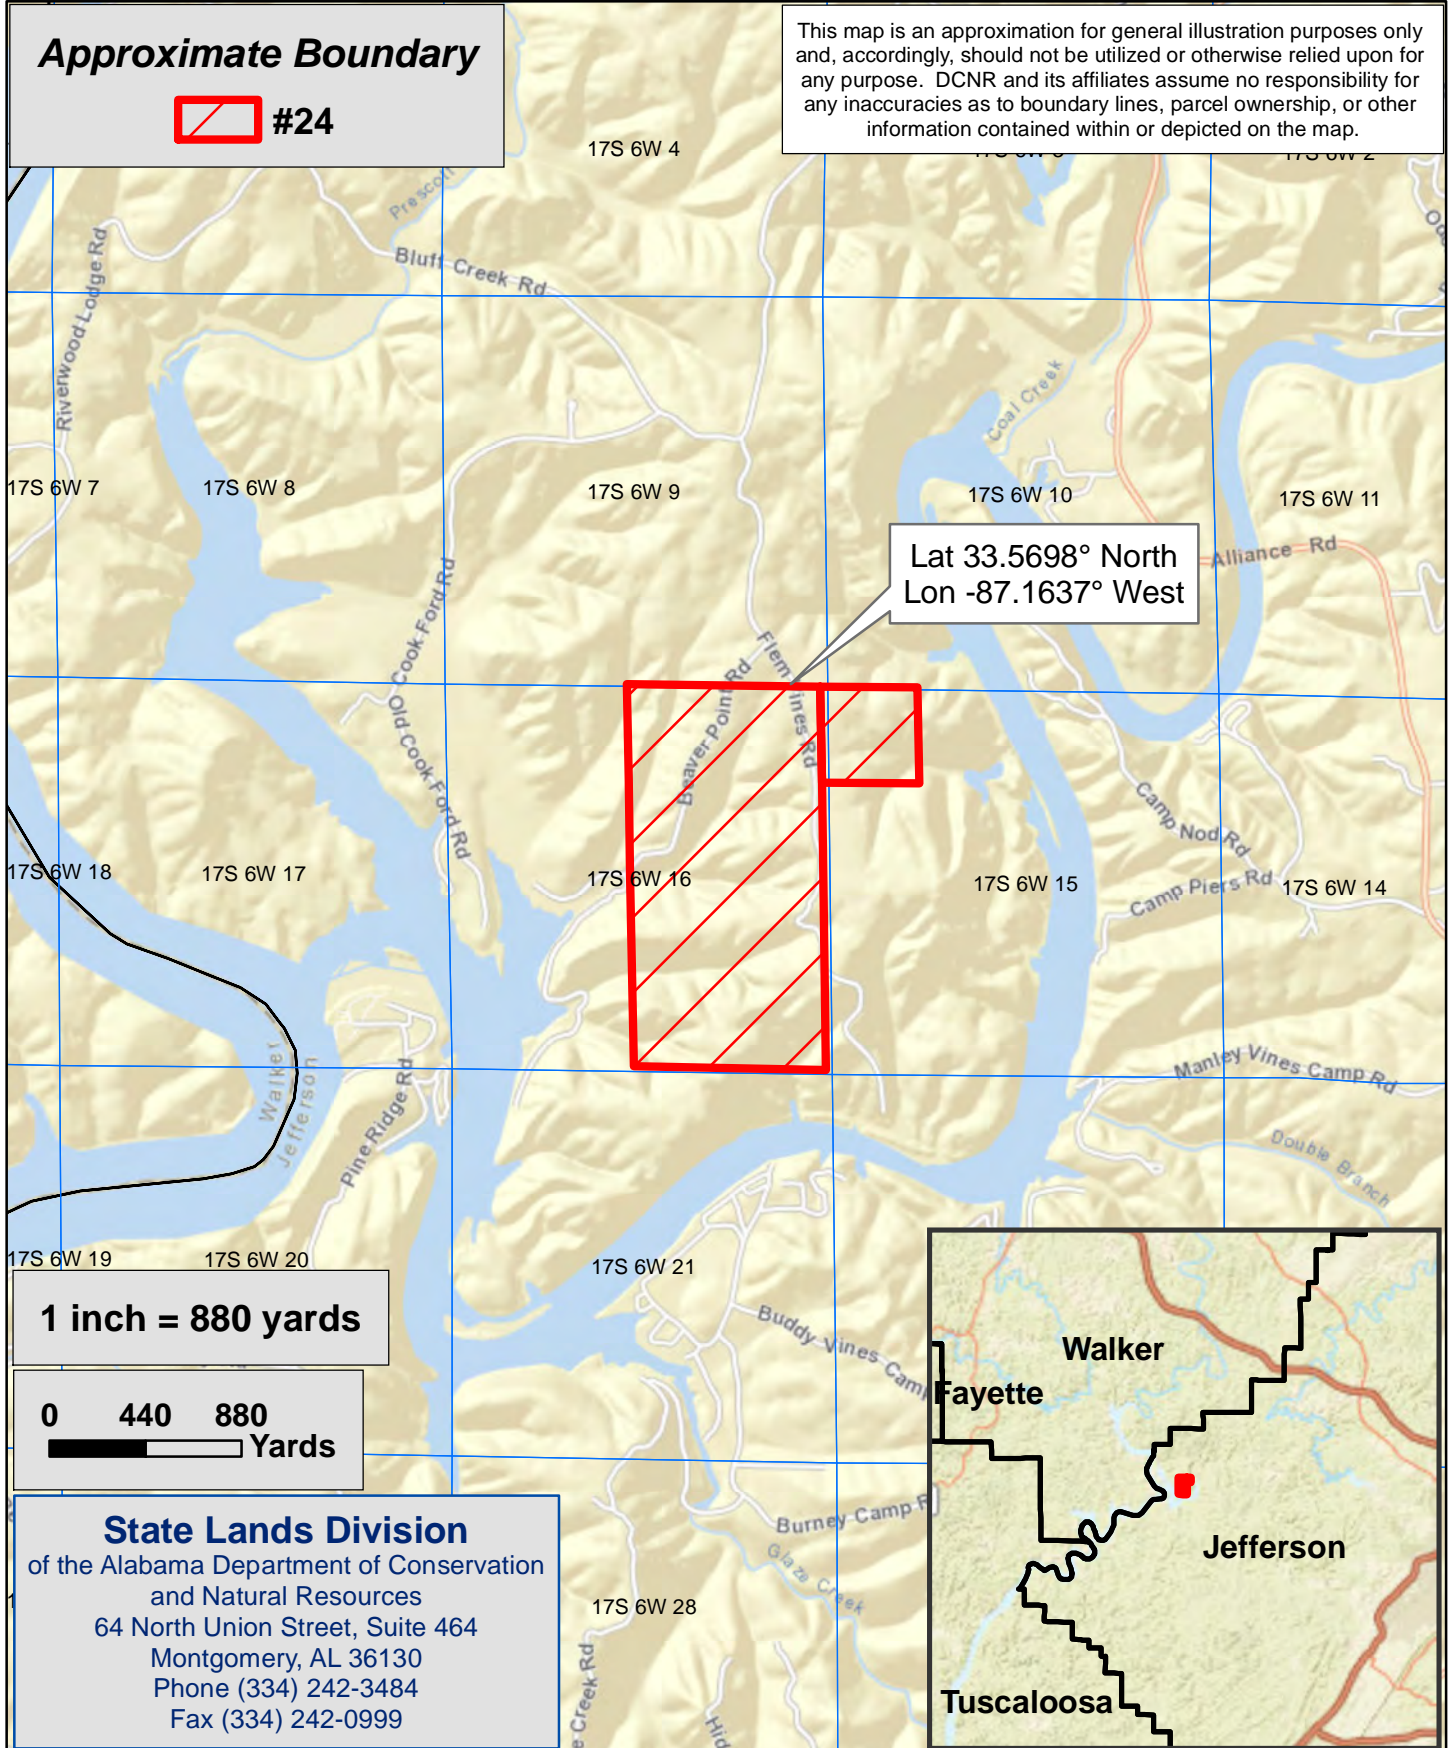 Approximate Boundary
#24
This map is an approximation for general illustration purposes only
and, accordingly, should not be utilized or otherwise relied upon for
any purpose. DCNR and its affiliates assume no responsibility for
any inaccuracies as to boundary lines, parcel ownership, or other
information contained within or depicted on the map.
17S 6W 4
17S 6W 2
Prescott
Riverwood Lodge Rd
Bluff Creek Rd
Coal Creek
17S 6W 7
17S 6W 8
17S 6W 9
17S 6W 10
17S 6W 11
Alliance Rd
Lat 33.5698° North
Lon -87.1637° West
Old Cook Ford Rd
Old Cook Ford Rd
Beaver Point Rd
Flem Vines Rd
Camp Nod Rd
Camp Piers Rd
17S 6W 18
17S 6W 17
17S 6W 16
17S 6W 15
17S 6W 14
Walker
Jefferson
Pine Ridge Rd
Manley Vines Camp Rd
Double Branch
17S 6W 19
17S 6W 20
17S 6W 21
1 inch = 880 yards
Buddy Vines Camp
0 440 880
Yards
Burney Camp R
Glaze Creek
17S 6W 28
e Creek Rd
Hid
State Lands Division
of the Alabama Department of Conservation
and Natural Resources
64 North Union Street, Suite 464
Montgomery, AL 36130
Phone (334) 242-3484
Fax (334) 242-0999
Walker
Fayette
Jefferson
Tuscaloosa